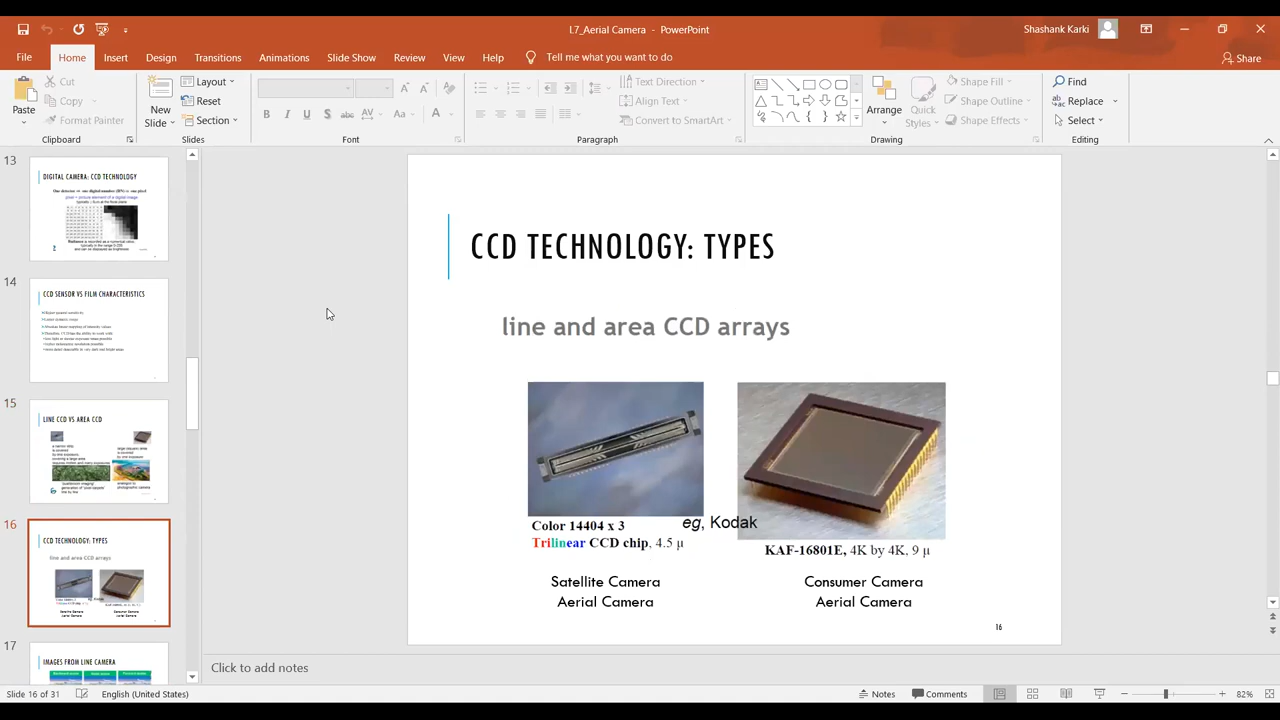 L7_Aerial Camera - PowerPoint
Shashank Karki
File Home Insert Design Transitions Animations Slide Show Review View Help Tell me what you want to do Share
Paste Cut Copy Format Painter
Clipboard
New Slide Layout Reset Section
Slides
B I U S abc AV Aa A
Font
Text Direction
Align Text
Convert to SmartArt
Paragraph
Arrange Quick Styles
Shape Fill
Shape Outline
Shape Effects
Drawing
Find
Replace
Select
Editing
13
DIGITAL CAMERA: CCD TECHNOLOGY
14
CCD SENSOR VS FILM CHARACTERISTICS
15
LINE CCD VS AREA CCD
16
CCD TECHNOLOGY: TYPES
line and area CCD arrays
17
IMAGES FROM LINE CAMERA
CCD TECHNOLOGY: TYPES
line and area CCD arrays
Color 14404 x 3
Trilinear CCD chip, 4.5 µ
eg, Kodak
KAF-16801E, 4K by 4K, 9 µ
Satellite Camera
Aerial Camera
Consumer Camera
Aerial Camera
16
Click to add notes
Slide 16 of 31 English (United States) Notes Comments 82%